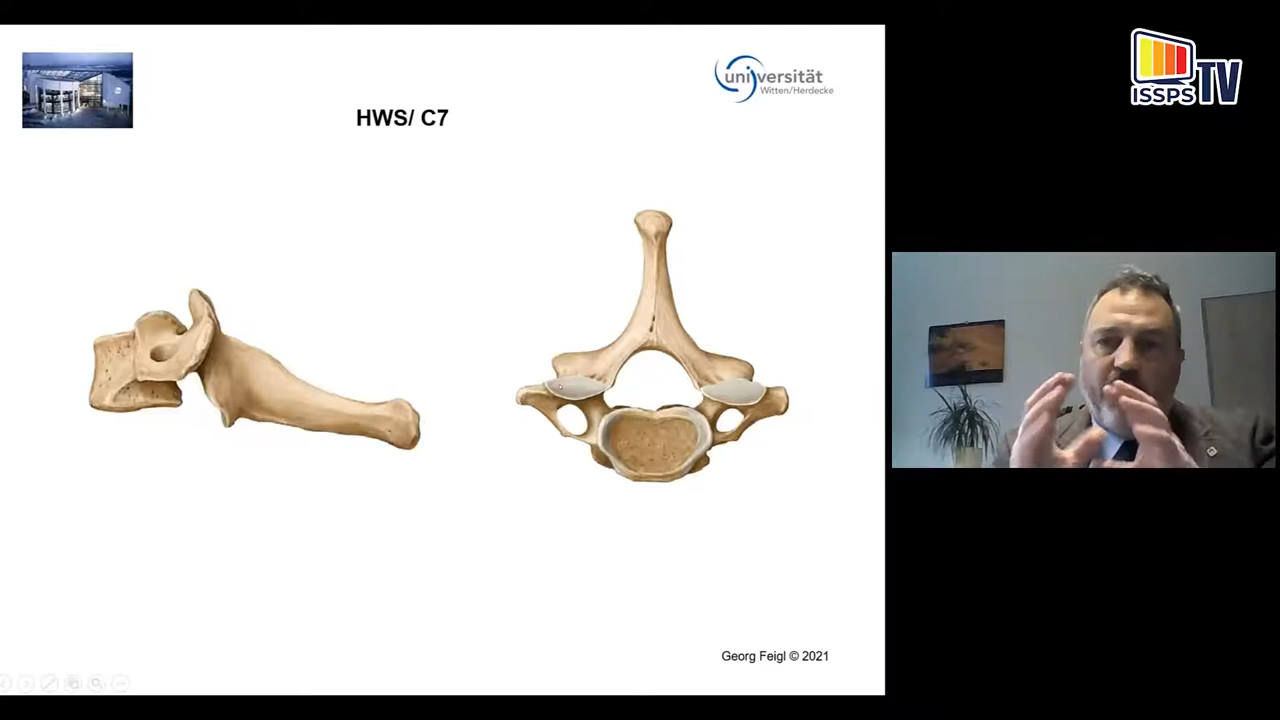 HWS/ C7
universität
Witten/Herdecke
ISSPS TV
Georg Feigl © 2021